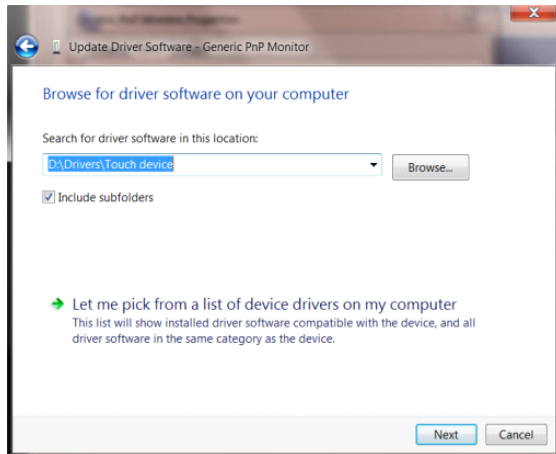 Update Driver Software - Generic PnP Monitor
Browse for driver software on your computer
Search for driver software in this location:
D:\Drivers\Touch device
Browse...
Include subfolders
Let me pick from a list of device drivers on my computer
This list will show installed driver software compatible with the device, and all
driver software in the same category as the device.
Next
Cancel